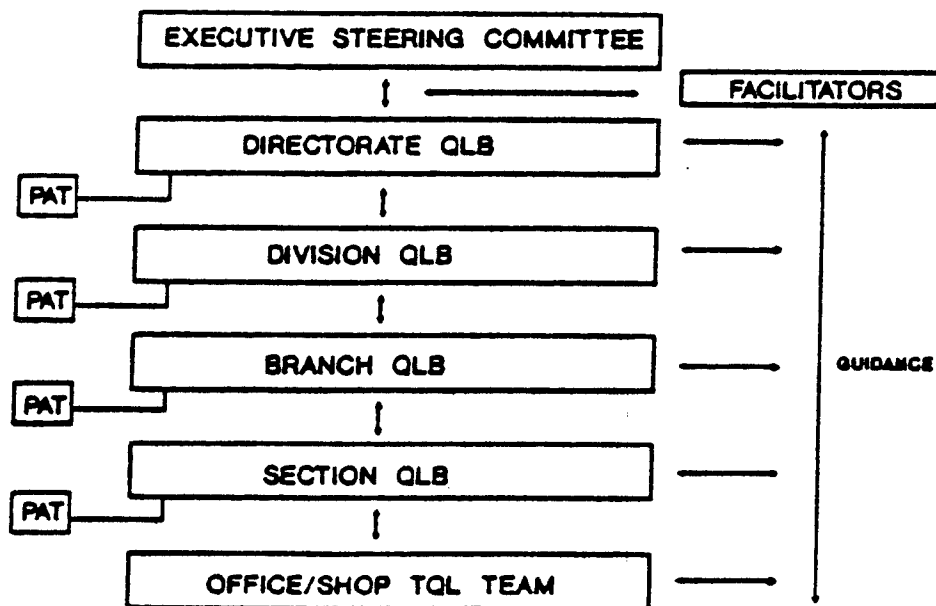 EXECUTIVE STEERING COMMITTEE
FACILITATORS
DIRECTORATE QLB
PAT
DIVISION QLB
PAT
BRANCH QLB
GUIDANCE
PAT
SECTION QLB
PAT
OFFICE/SHOP TQL TEAM